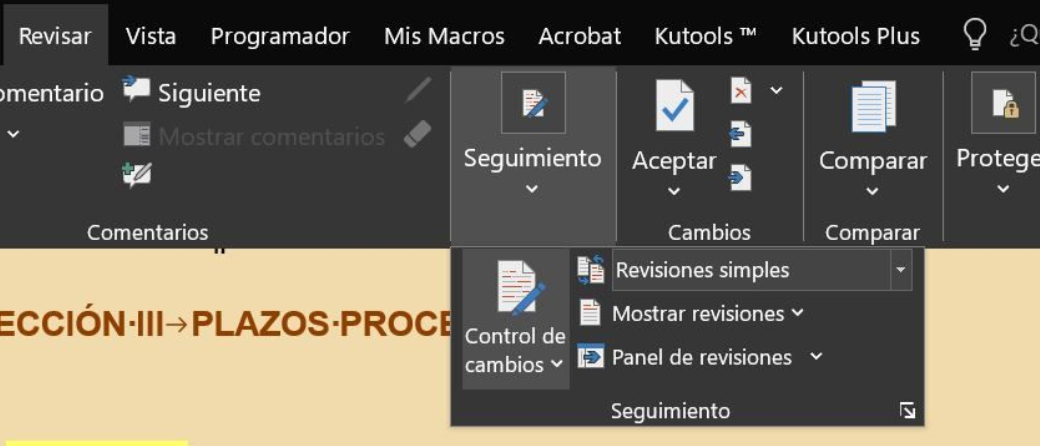 Revisar Vista Programador Mis Macros Acrobat Kutools ™ Kutools Plus ¿Q
omentario Siguiente
Mostrar comentarios
Seguimiento Aceptar Comparar Protege
Comentarios Cambios Comparar
Revisiones simples
ECCIÓN·III→PLAZOS·PROCE
Mostrar revisiones
Control de
cambios
Panel de revisiones
Seguimiento